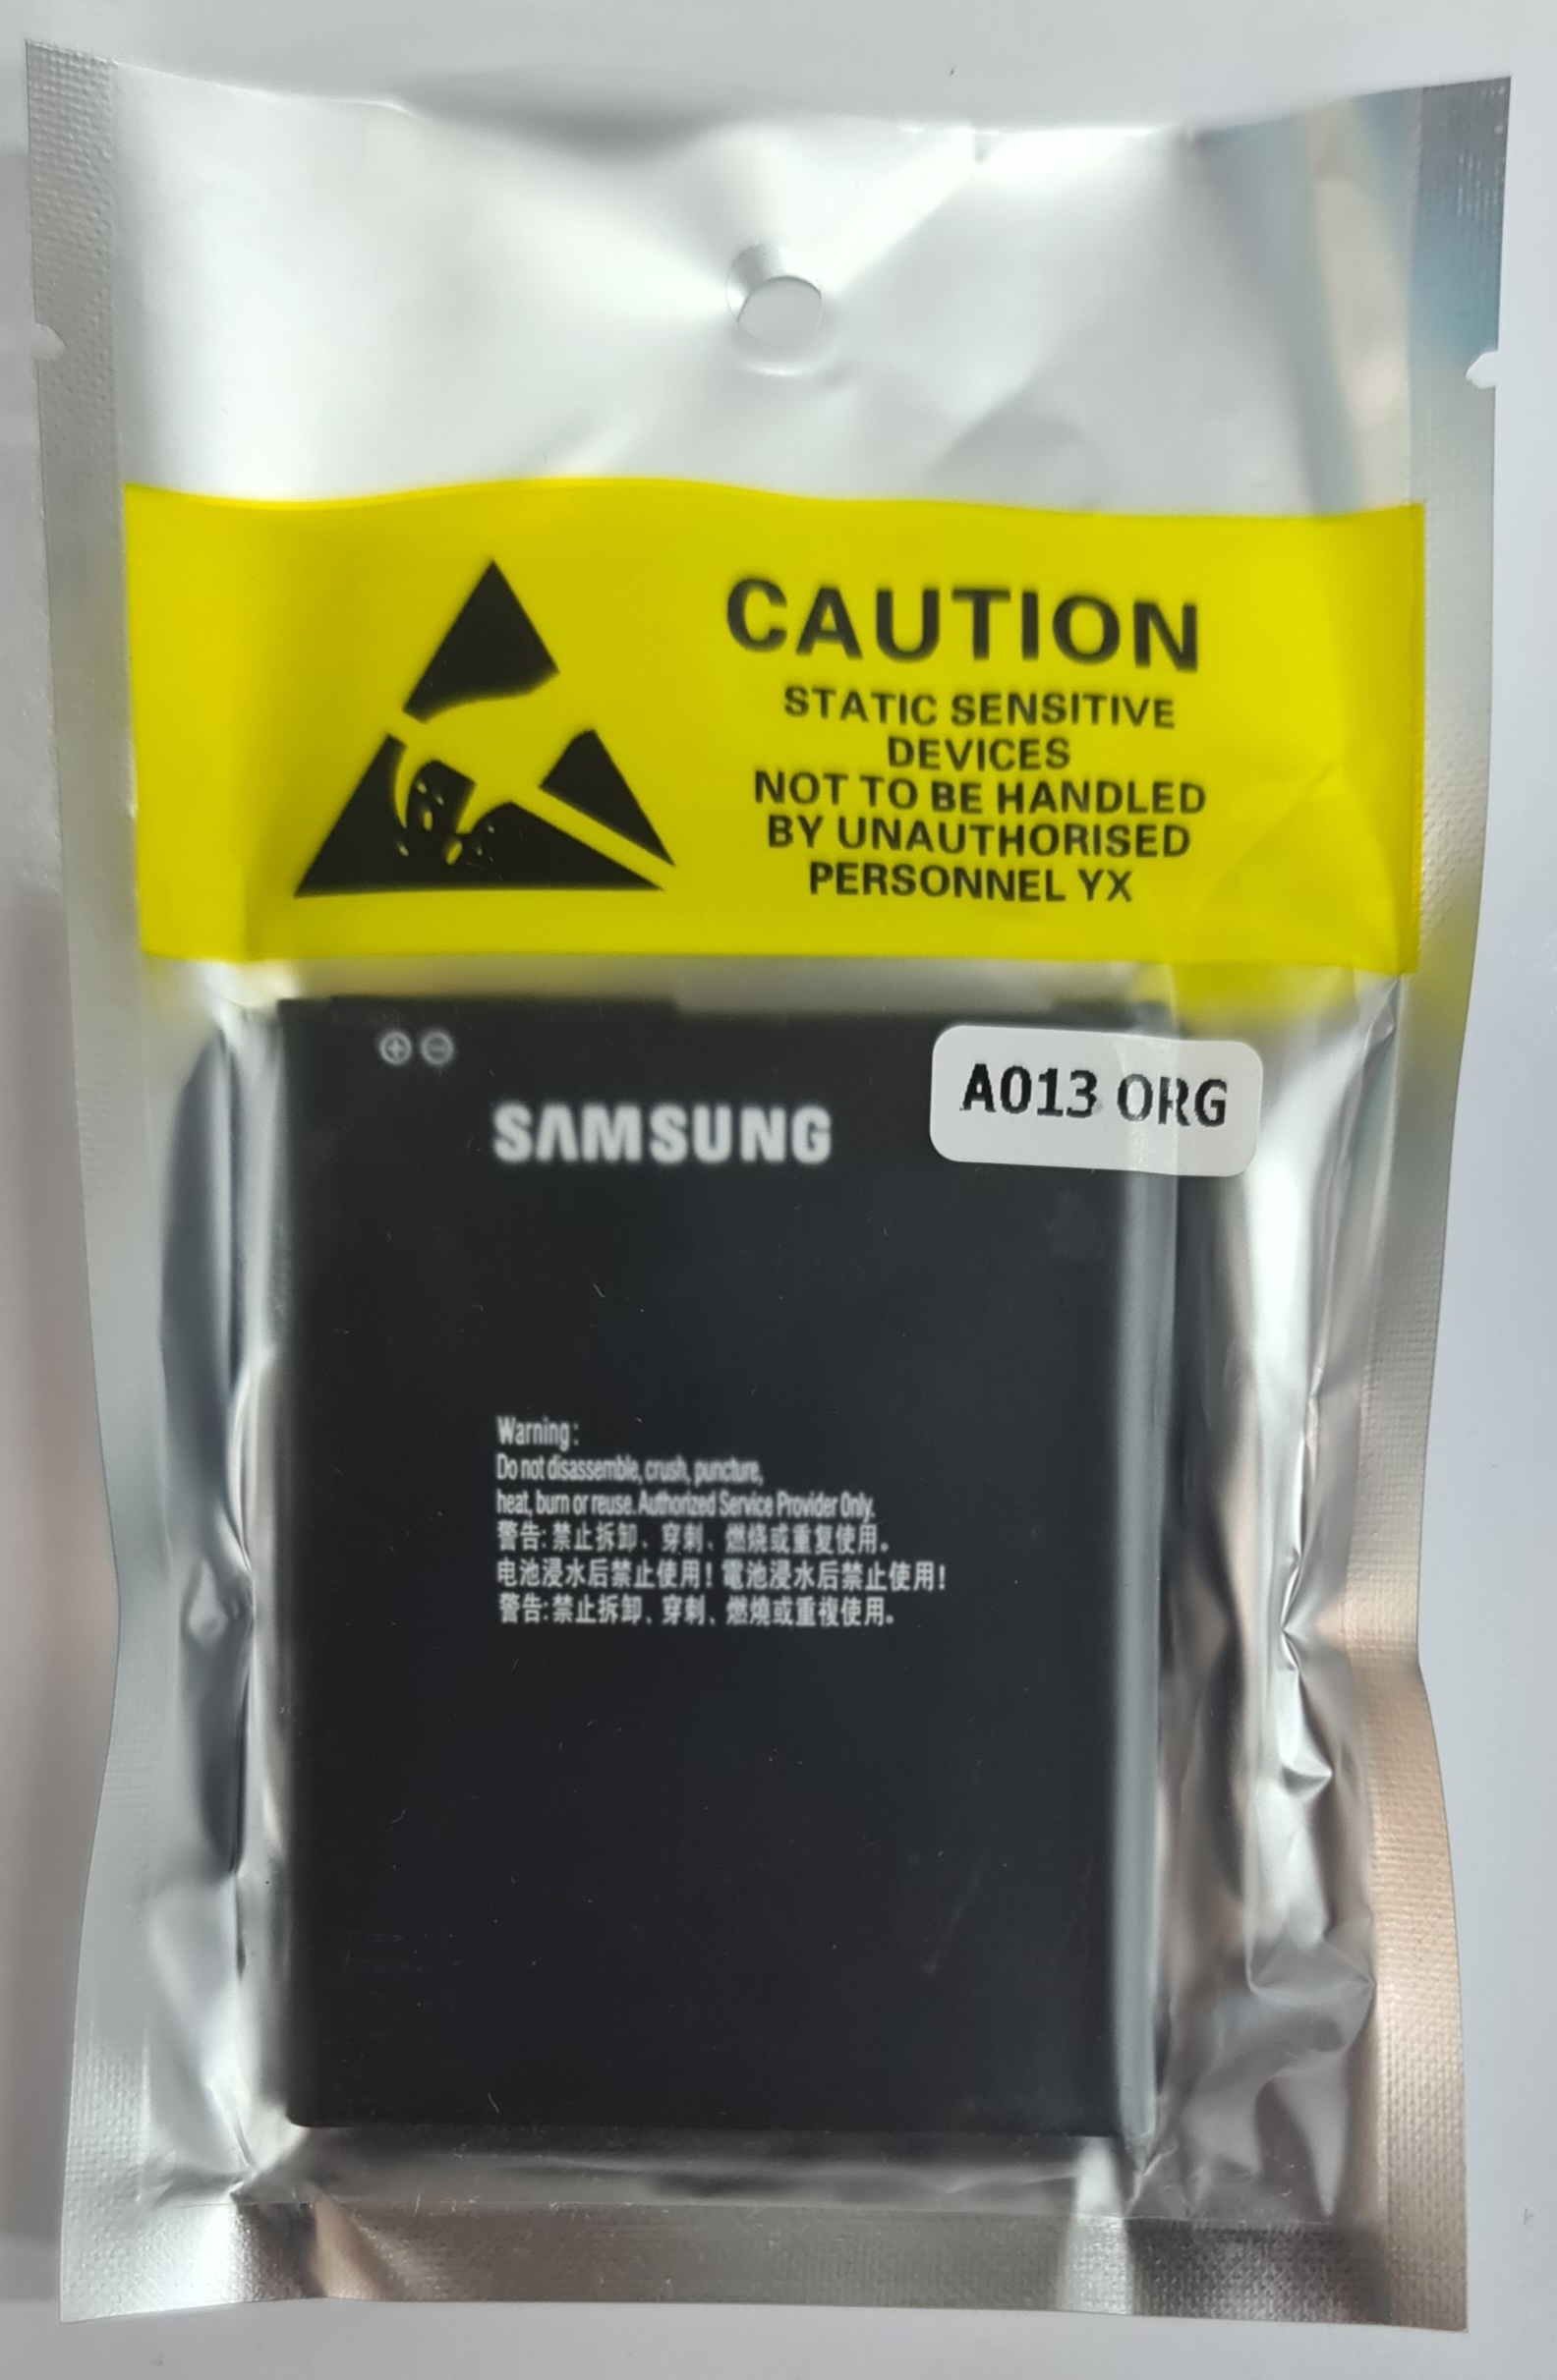 CAUTION
STATIC SENSITIVE
DEVICES
NOT TO BE HANDLED
BY UNAUTHORISED
PERSONNEL YX
A013 ORG
SAMSUNG
Warning:
Do not disassemble, crush, puncture,
heat, burn or reuse. Authorized Service Provider Only.
警告:禁止拆卸、穿刺、燃烧或重复使用。
电池浸水后禁止使用!電池浸水后禁止使用!
警告:禁止拆卸、穿刺、燃燒或重複使用。